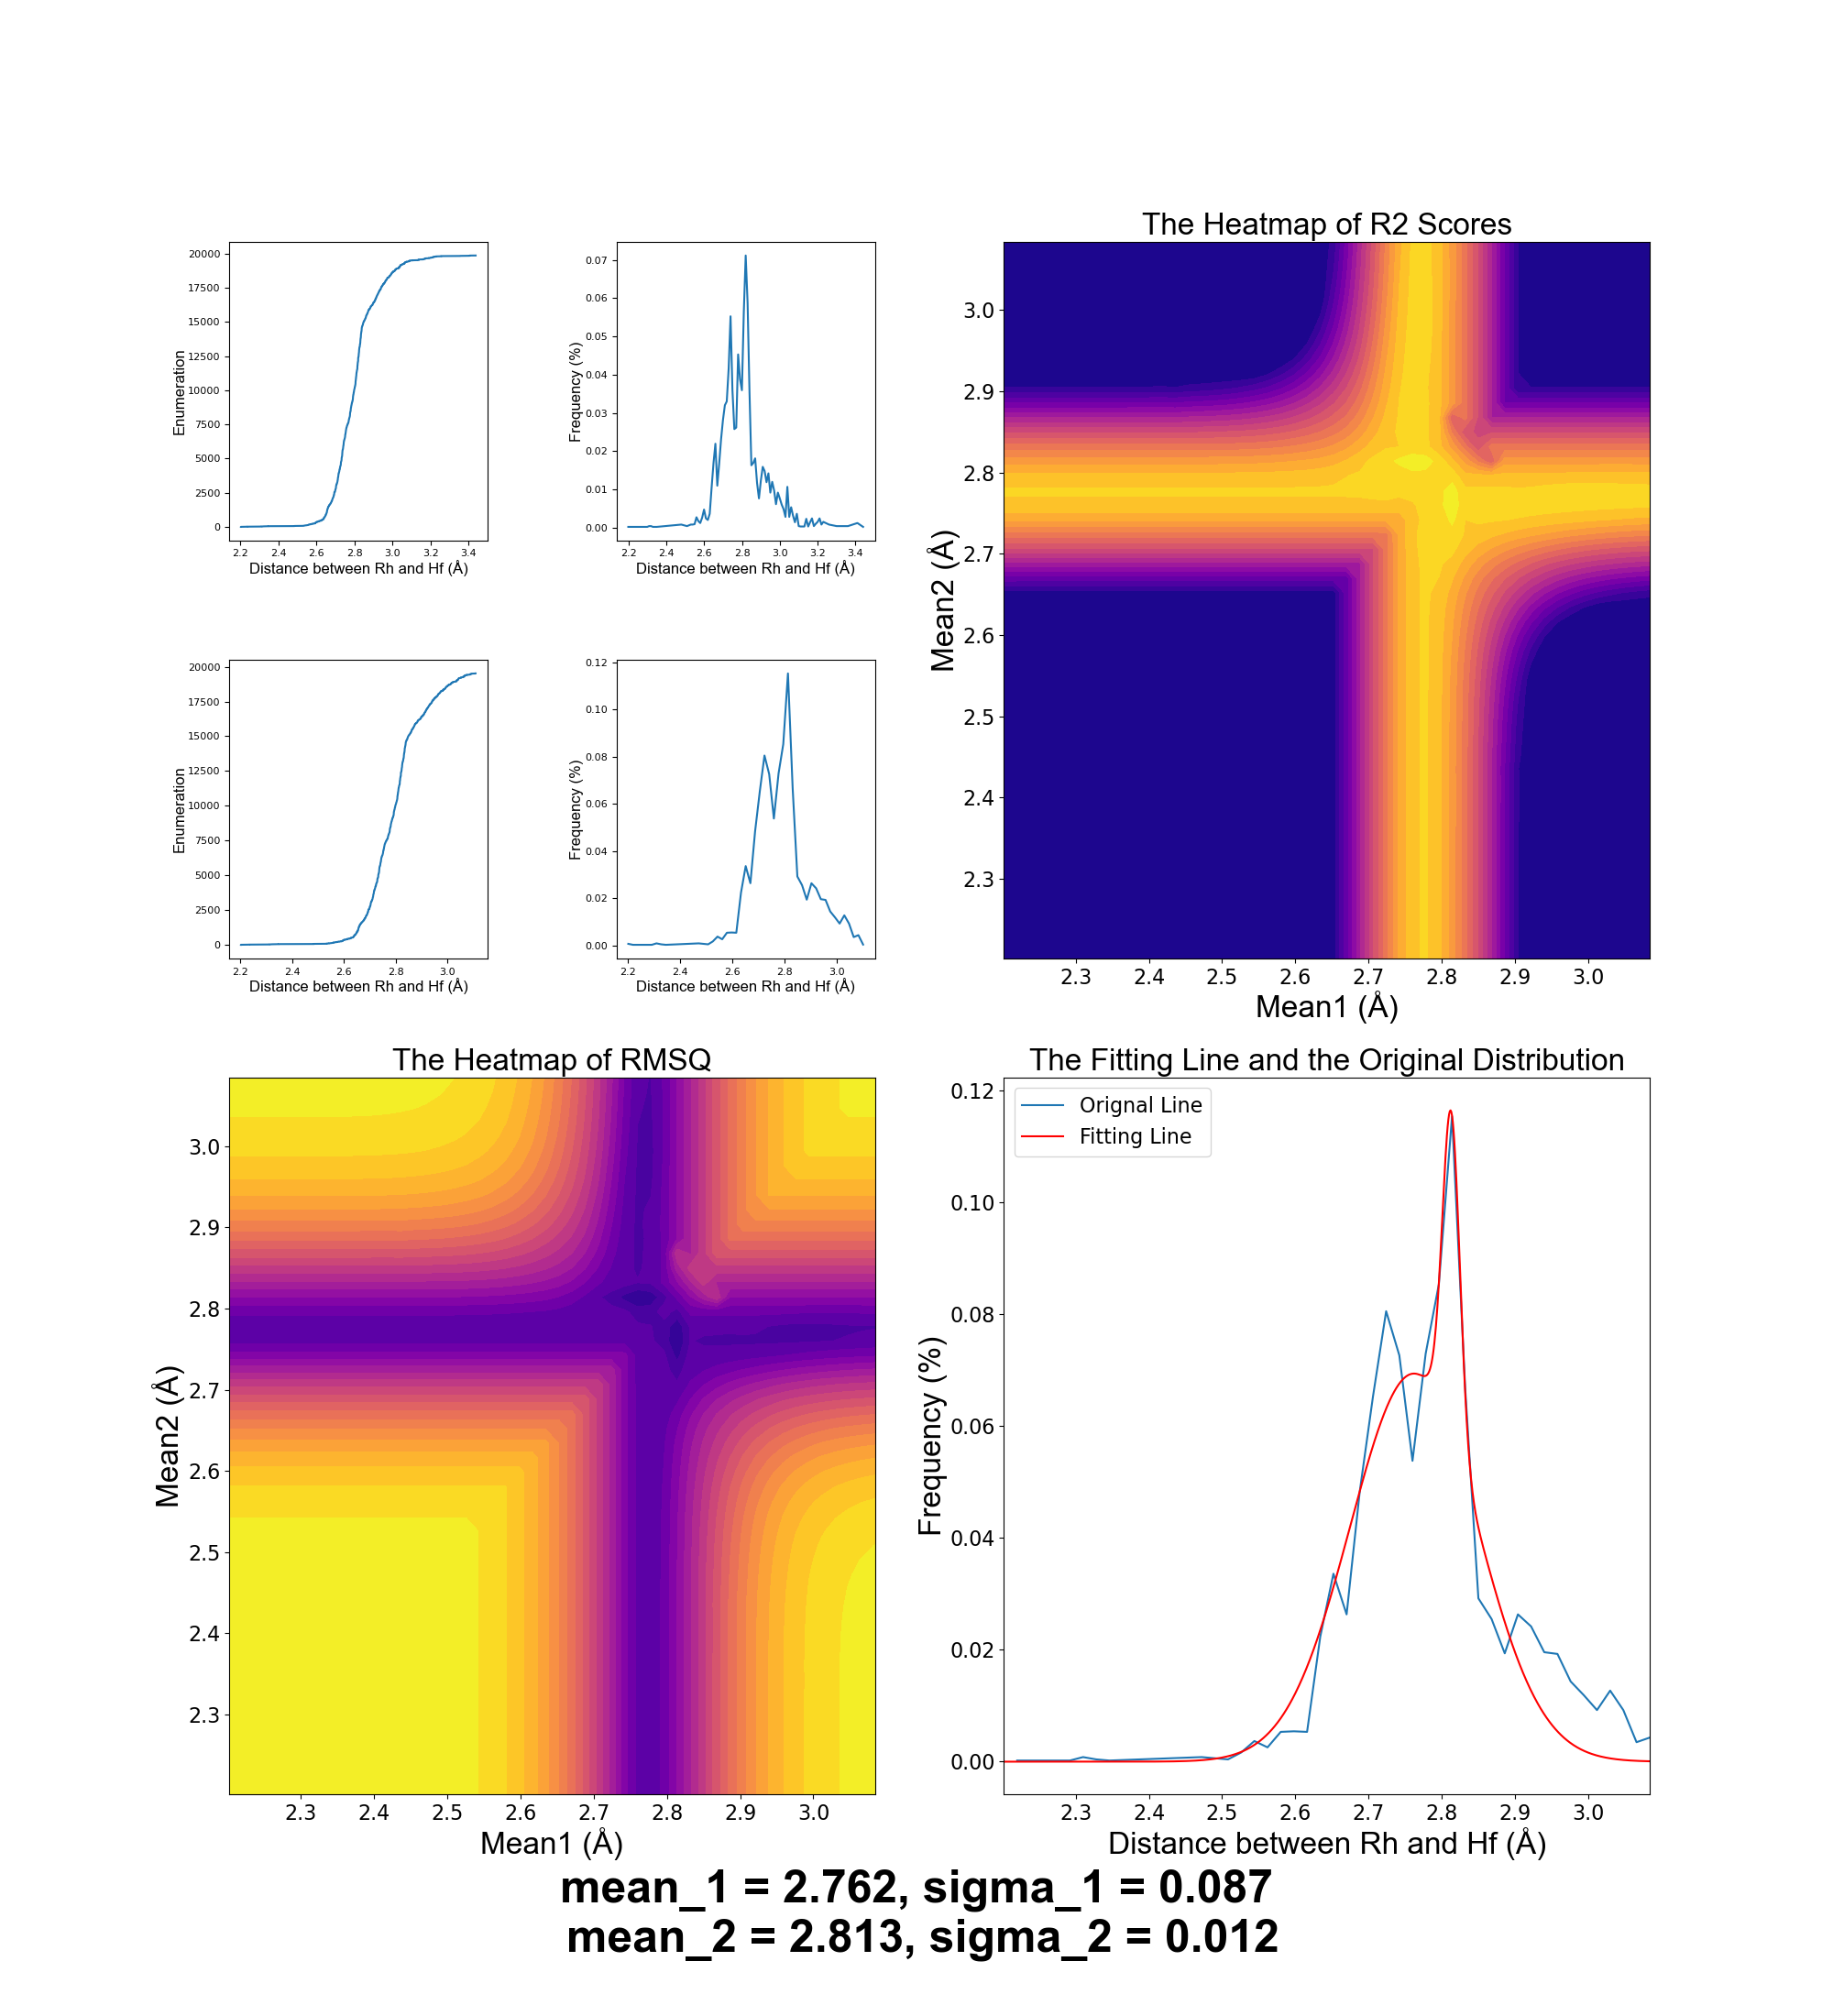 20000
17500
15000
12500
10000
7500
5000
2500
0
Enumeration
2.2 2.4 2.6 2.8 3.0 3.2 3.4
Distance between Rh and Hf (Å)
0.07
0.06
0.05
0.04
0.03
0.02
0.01
0.00
Frequency (%)
2.2 2.4 2.6 2.8 3.0 3.2 3.4
Distance between Rh and Hf (Å)
20000
17500
15000
12500
10000
7500
5000
2500
0
Enumeration
2.2 2.4 2.6 2.8 3.0
Distance between Rh and Hf (Å)
0.12
0.10
0.08
0.06
0.04
0.02
0.00
Frequency (%)
2.2 2.4 2.6 2.8 3.0
Distance between Rh and Hf (Å)
The Heatmap of R2 Scores
3.0
2.9
2.8
2.7
2.6
2.5
2.4
2.3
Mean2 (Å)
2.3 2.4 2.5 2.6 2.7 2.8 2.9 3.0
Mean1 (Å)
The Heatmap of RMSQ
3.0
2.9
2.8
2.7
2.6
2.5
2.4
2.3
Mean2 (Å)
2.3 2.4 2.5 2.6 2.7 2.8 2.9 3.0
Mean1 (Å)
The Fitting Line and the Original Distribution
Orignal Line
Fitting Line
0.12
0.10
0.08
0.06
0.04
0.02
0.00
Frequency (%)
2.3 2.4 2.5 2.6 2.7 2.8 2.9 3.0
Distance between Rh and Hf (Å)
mean_1 = 2.762, sigma_1 = 0.087
mean_2 = 2.813, sigma_2 = 0.012